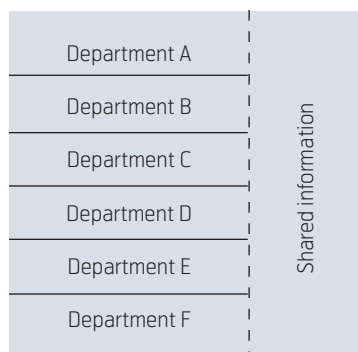 Department A
Department B
Department C
Department D
Department E
Department F
Shared information